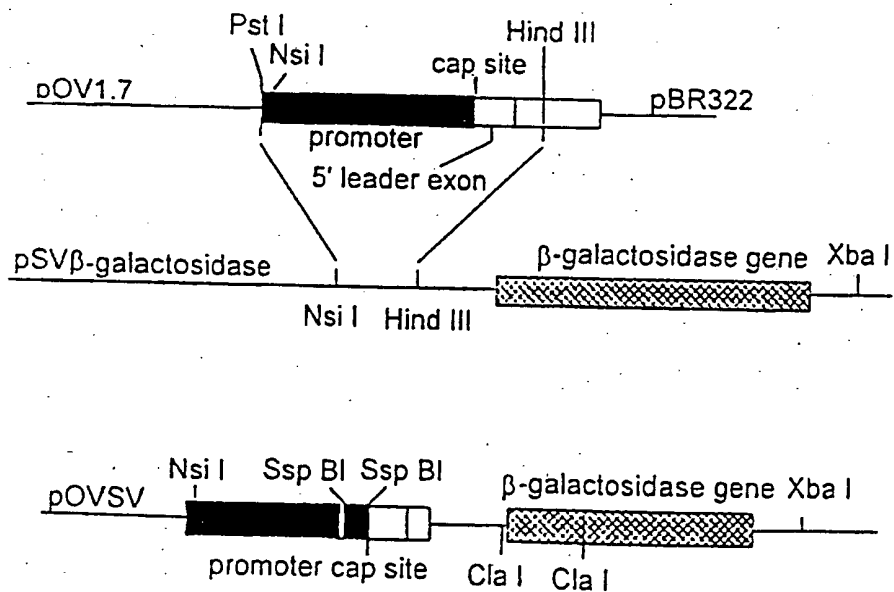 Pst I
Hind III
Nsi I
cap site
pOV1.7
pBR322
promoter
5' leader exon
pSVβ-galactosidase
β-galactosidase gene
Xba I
Nsi I
Hind III
Nsi I
Ssp BI
Ssp BI
pOVSV
β-galactosidase gene
Xba I
promoter
cap site
Cla I
Cla I